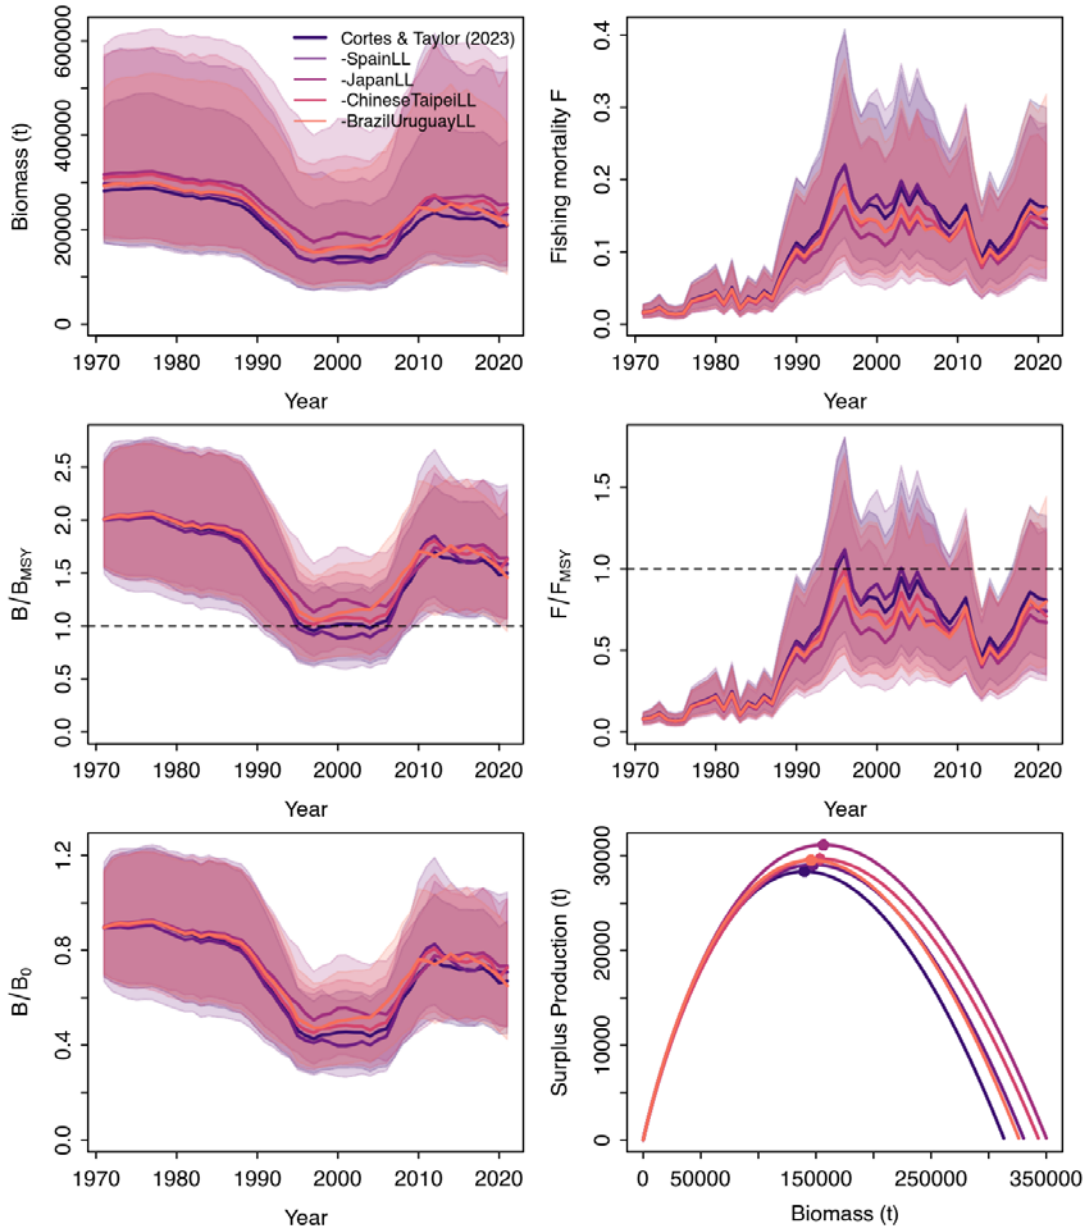 Biomass (t)
600000
400000
200000
0
Cortes & Taylor (2023)
-SpainLL
-JapanLL
-ChineseTaipeiLL
-BrazilUruguayLL
1970 1980 1990 2000 2010 2020
Year
Fishing mortality F
0.4
0.3
0.2
0.1
0.0
1970 1980 1990 2000 2010 2020
Year
B/BMSY
2.5
2.0
1.5
1.0
0.5
0.0
1970 1980 1990 2000 2010 2020
Year
F/FMSY
1.5
1.0
0.5
0.0
1970 1980 1990 2000 2010 2020
Year
B/B0
1.2
0.8
0.4
0.0
1970 1980 1990 2000 2010 2020
Year
Surplus Production (t)
30000
20000
10000
0
0 50000 150000 250000 350000
Biomass (t)